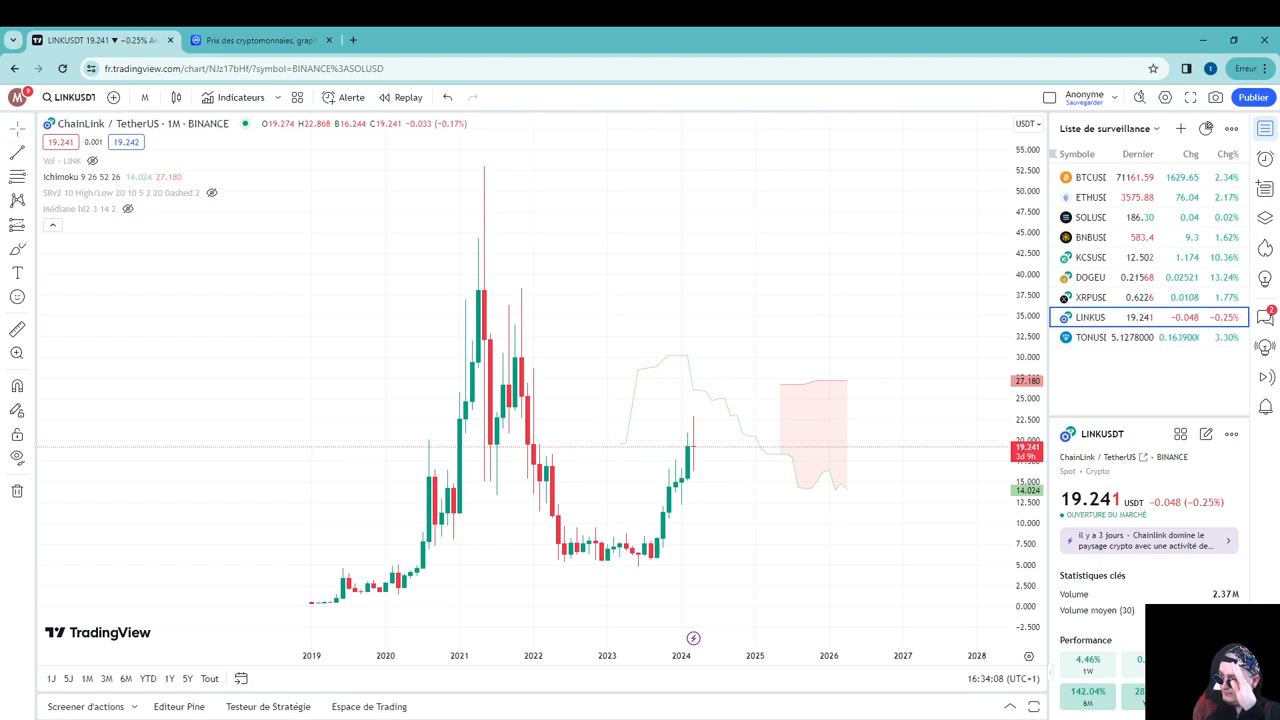 LINKUSDT 19.241 ▼ −0.25% An
Prix des cryptomonnaies, graph
fr.tradingview.com/chart/NJz17bHf/?symbol=BINANCE%3ASOLUSD
t
Erreur
M 9
LINKUSDT
M
Indicateurs
Alerte
Replay
Anonyme
Sauvegarder
Publier
ChainLink / TetherUS · 1M · BINANCE
O19.274 H22.868 B16.244 C19.241 −0.033 (−0.17%)
USDT
19.241 0.001 19.242
Vol · LINK
Ichimoku 9 26 52 26 14.024 27.180
SRv2 10 High/Low 20 10 5 2 20 Dashed 2
Médiane hl2 3 14 2
55.000
52.500
50.000
47.500
45.000
42.500
40.000
37.500
35.000
32.500
30.000
27.180
25.000
22.500
19.241
3d 9h
14.024
12.500
10.000
7.500
5.000
2.500
0.000
−2.500
TradingView
2019 2020 2021 2022 2023 2024 2025 2026 2027 2028
1J 5J 1M 3M 6M YTD 1Y 5Y Tout
16:34:08 (UTC+1)
Screener d'actions
Editeur Pine
Testeur de Stratégie
Espace de Trading
Liste de surveillance
Symbole Dernier Chg Chg%
BTCUSD 71161.59 1629.65 2.34%
ETHUSD 3575.88 76.04 2.17%
SOLUSD 186.30 0.04 0.02%
BNBUSD 583.4 9.3 1.62%
KCSUSD 12.502 1.174 10.36%
DOGEU 0.21568 0.02521 13.24%
XRPUSD 0.6226 0.0108 1.77%
LINKUS 19.241 −0.048 −0.25%
TONUSD 5.1278000 0.163900 3.30%
2
LINKUSDT
ChainLink / TetherUS · BINANCE
Spot · Crypto
19.241 USDT −0.048 (−0.25%)
OUVERTURE DU MARCHÉ
il y a 3 jours · Chainlink domine le
paysage crypto avec une activité de...
Statistiques clés
Volume 2.37M
Volume moyen (30)
Performance
4.46%
1W
142.04%
6M